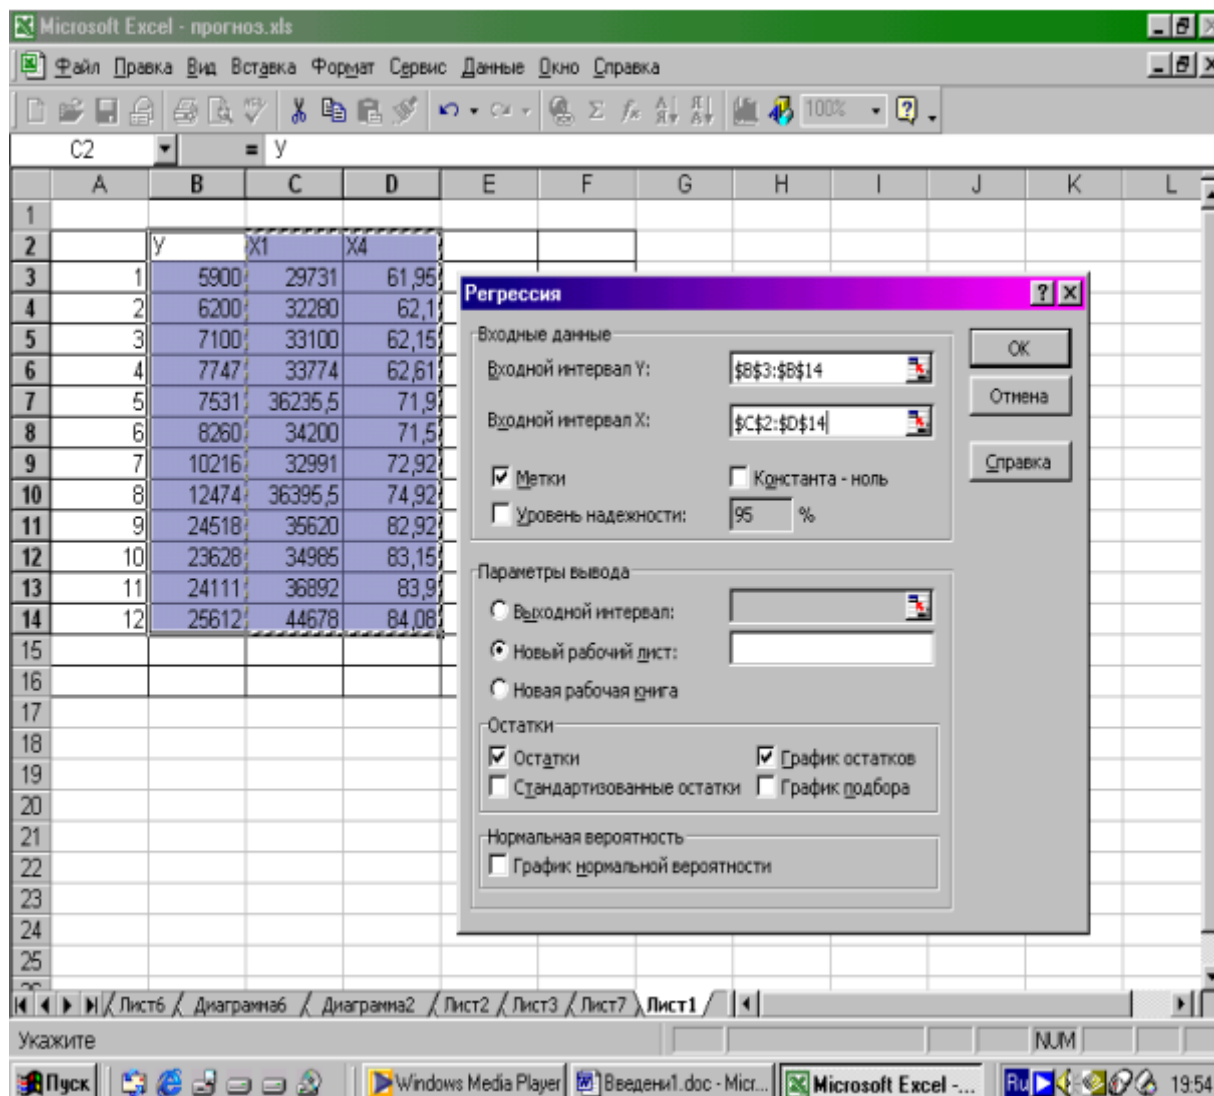 Microsoft Excel - прогноз.xls
Файл Правка Вид Вставка Формат Сервис Данные Окно Справка
100%
C2 = У
A B C D E F G H I J K L
1
2 У X1 X4
3 1 5900 29731 61,95
4 2 6200 32280 62,1
5 3 7100 33100 62,15
6 4 7747 33774 62,61
7 5 7531 36235,5 71,9
8 6 8260 34200 71,5
9 7 10216 32991 72,92
10 8 12474 36395,5 74,92
11 9 24518 35620 82,92
12 10 23628 34985 83,15
13 11 24111 36892 83,9
14 12 25612 44678 84,08
15
16
17
18
19
20
21
22
23
24
25
Регрессия
Входные данные
Входной интервал Y: $B$3:$B$14
Входной интервал X: $C$2:$D$14
Метки Константа - ноль
Уровень надежности: 95 %
OK
Отмена
Справка
Параметры вывода
Выходной интервал:
Новый рабочий лист:
Новая рабочая книга
Остатки
Остатки График остатков
Стандартизованные остатки График подбора
Нормальная вероятность
График нормальной вероятности
Лист6 Диаграмма6 Диаграмма2 Лист2 Лист3 Лист7 Лист1
Укажите NUM
Пуск Windows Media Player Введени1.doc - Micr... Microsoft Excel -... Ru 19:54